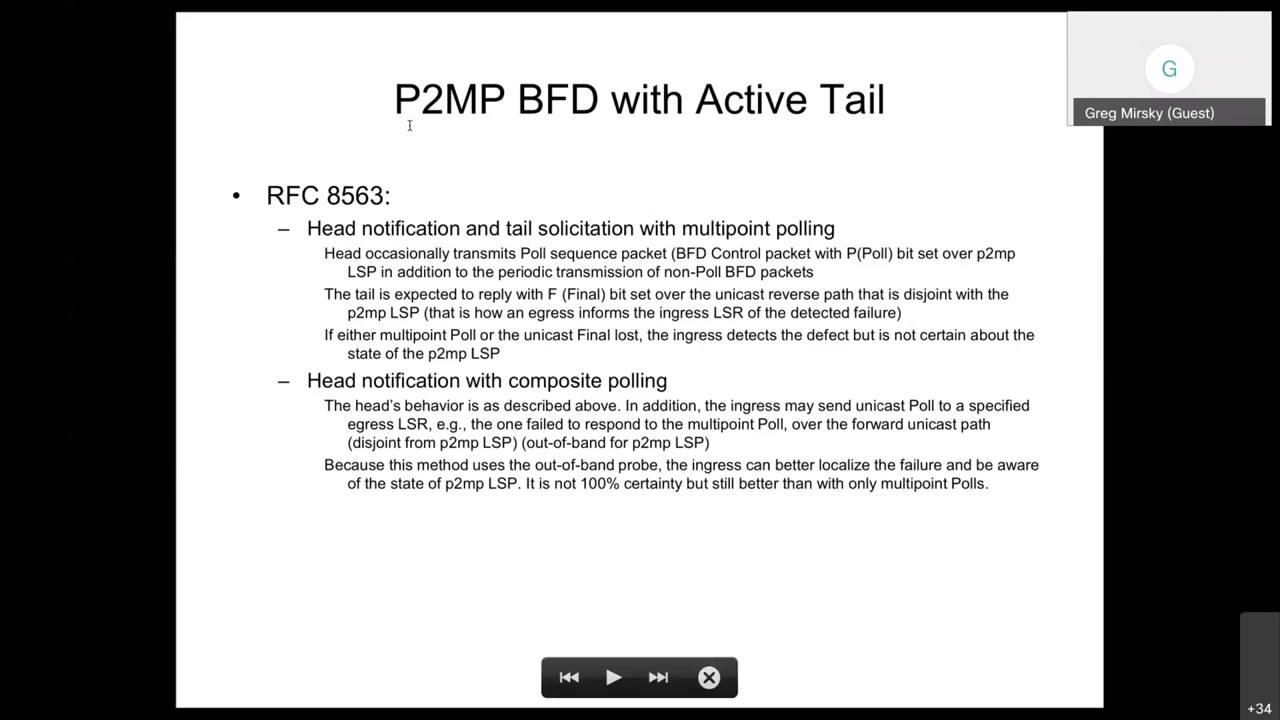 P2MP BFD with Active Tail
G
Greg Mirsky (Guest)
• RFC 8563:
– Head notification and tail solicitation with multipoint polling
Head occasionally transmits Poll sequence packet (BFD Control packet with P(Poll) bit set over p2mp
LSP in addition to the periodic transmission of non-Poll BFD packets
The tail is expected to reply with F (Final) bit set over the unicast reverse path that is disjoint with the
p2mp LSP (that is how an egress informs the ingress LSR of the detected failure)
If either multipoint Poll or the unicast Final lost, the ingress detects the defect but is not certain about the
state of the p2mp LSP
– Head notification with composite polling
The head's behavior is as described above. In addition, the ingress may send unicast Poll to a specified
egress LSR, e.g., the one failed to respond to the multipoint Poll, over the forward unicast path
(disjoint from p2mp LSP) (out-of-band for p2mp LSP)
Because this method uses the out-of-band probe, the ingress can better localize the failure and be aware
of the state of p2mp LSP. It is not 100% certainty but still better than with only multipoint Polls.
+34